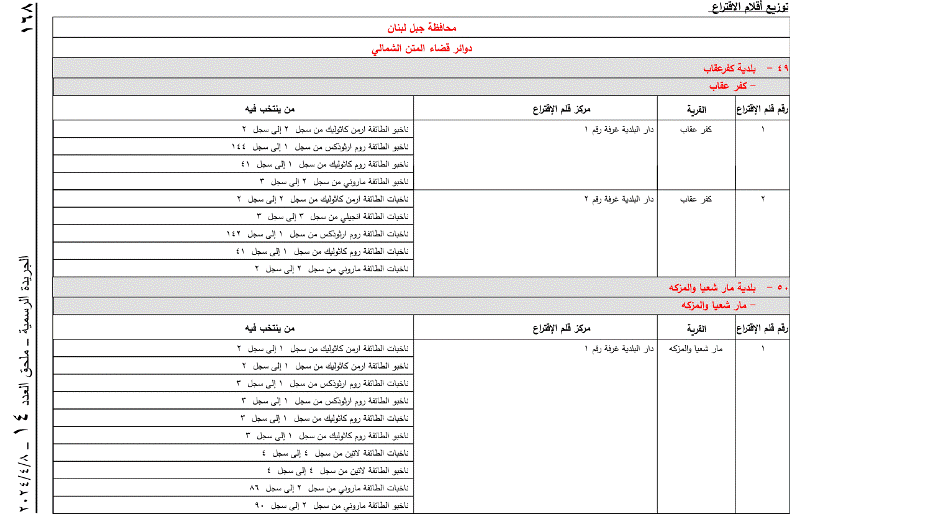 توزيع أقلام الإقتراع
١٦٨
محافظة جبل لبنان
دوائر قضاء المتن الشمالي
٤٩ - بلدية كفرعقاب
- كفر عقاب
رقم قلم الإقتراع القرية مركز قلم الإقتراع من ينتخب فيه
١ كفر عقاب دار البلدية غرفة رقم ١ ناخبو الطائفة ارمن كاثوليك من سجل ٢ إلى سجل ٢
ناخبو الطائفة روم ارثوذكس من سجل ١ إلى سجل ١٤٤
ناخبو الطائفة روم كاثوليك من سجل ١ إلى سجل ٤١
ناخبو الطائفة ماروني من سجل ٢ إلى سجل ٣
٢ كفر عقاب دار البلدية غرفة رقم ٢ ناخبات الطائفة ارمن كاثوليك من سجل ٢ إلى سجل ٢
ناخبات الطائفة انجيلي من سجل ٣ إلى سجل ٣
ناخبات الطائفة روم ارثوذكس من سجل ١ إلى سجل ١٤٢
ناخبات الطائفة روم كاثوليك من سجل ١ إلى سجل ٤١
ناخبات الطائفة ماروني من سجل ٢ إلى سجل ٢
٥٠ - بلدية مار شعيا والمزكه
- مار شعيا والمزكه
رقم قلم الإقتراع القرية مركز قلم الإقتراع من ينتخب فيه
١ مار شعيا والمزكه دار البلدية غرفة رقم ١ ناخبات الطائفة ارمن كاثوليك من سجل ١ إلى سجل ٢
ناخبو الطائفة ارمن كاثوليك من سجل ١ إلى سجل ٢
ناخبات الطائفة روم ارثوذكس من سجل ١ إلى سجل ٣
ناخبو الطائفة روم ارثوذكس من سجل ١ إلى سجل ٣
ناخبات الطائفة روم كاثوليك من سجل ١ إلى سجل ٣
ناخبو الطائفة روم كاثوليك من سجل ١ إلى سجل ٣
ناخبات الطائفة لاتين من سجل ٤ إلى سجل ٤
ناخبو الطائفة لاتين من سجل ٤ إلى سجل ٤
ناخبات الطائفة ماروني من سجل ٢ إلى سجل ٨٦
ناخبو الطائفة ماروني من سجل ٢ إلى سجل ٩٠
الجريدة الرسمية – ملحق العدد ١٤ – ٢٠٢٤/٤/٨